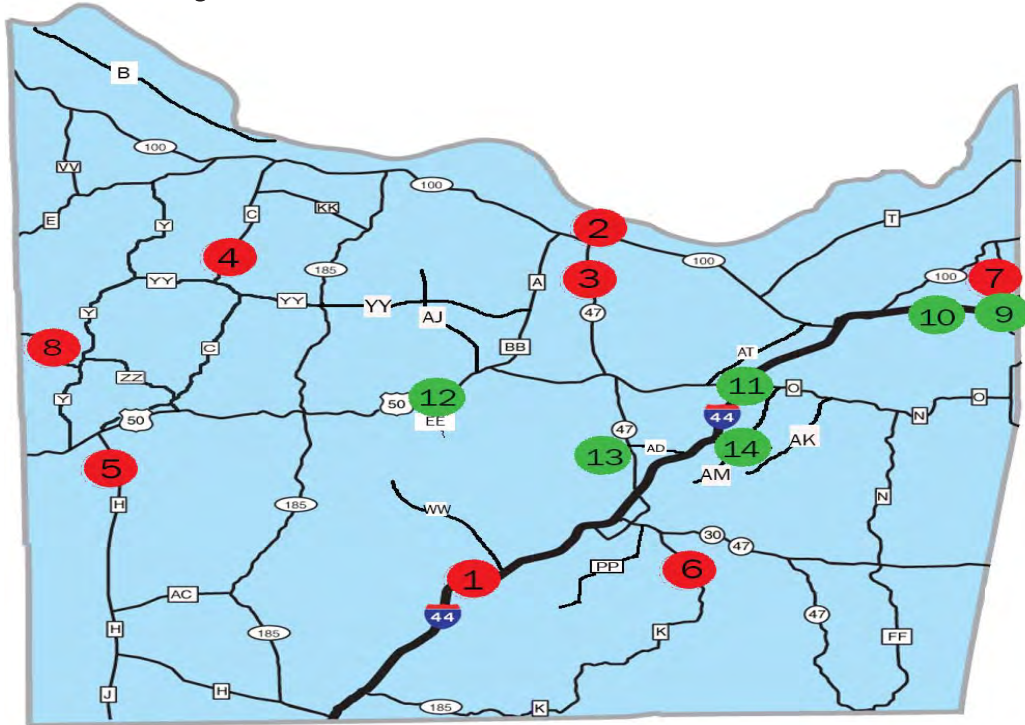 B
100
VV
E
Y
C
KK
100
T
4
185
2
YY
YY
YY
AJ
A
3
100
100
7
47
10
9
Y
8
C
BB
AT
ZZ
Y
50
50
12
EE
11
O
O
44
N
47
AK
13
AD
14
AM
5
H
185
WW
N
30
47
1
PP
6
AC
44
47
H
185
K
FF
J
H
185
K